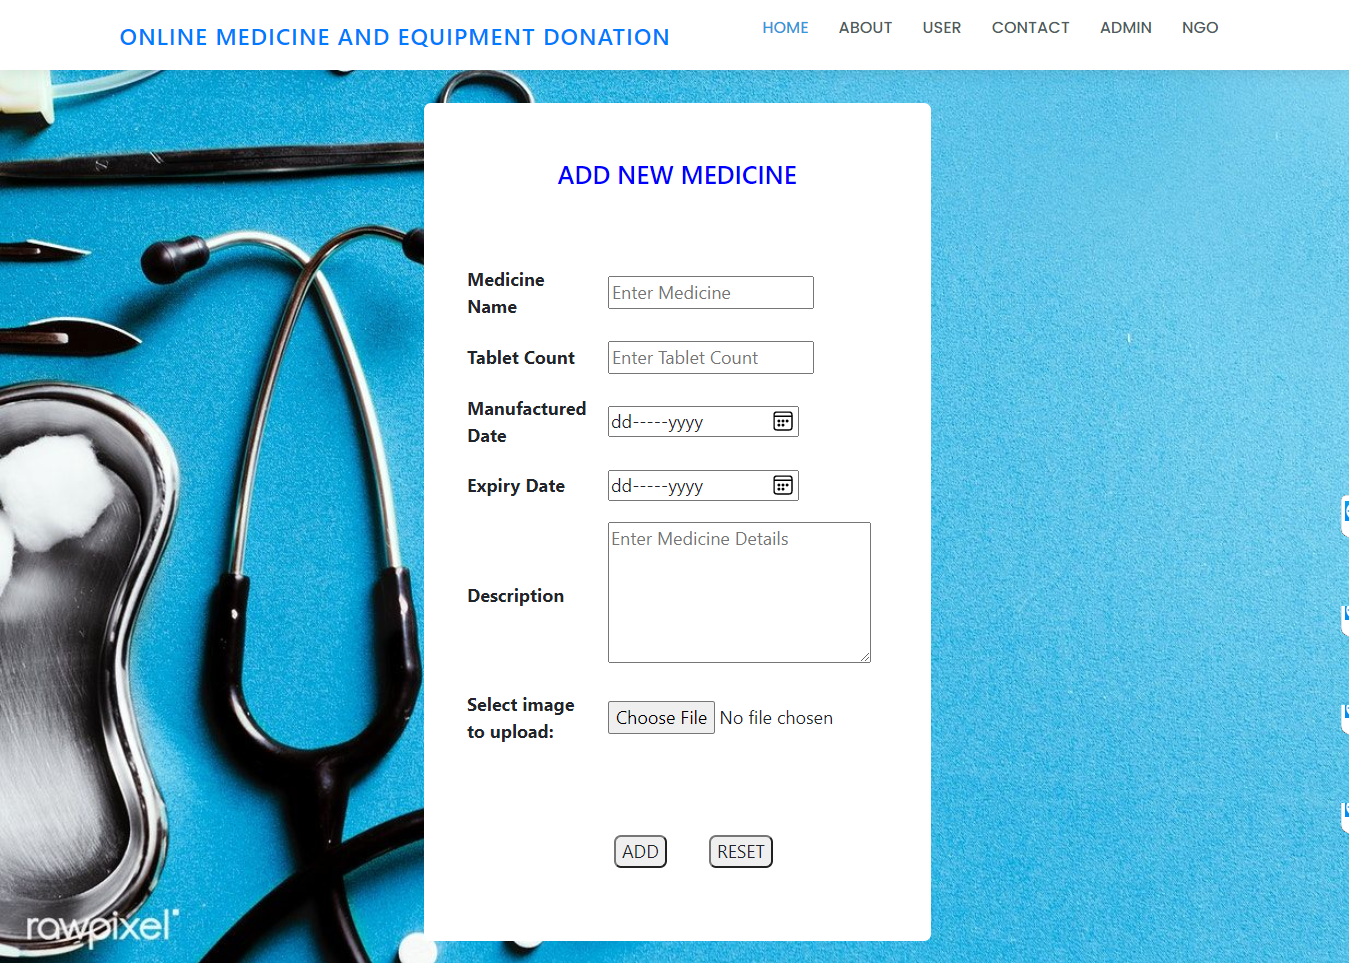 ONLINE MEDICINE AND EQUIPMENT DONATION
HOME ABOUT USER CONTACT ADMIN NGO
ADD NEW MEDICINE
Medicine Name
Enter Medicine
Tablet Count
Enter Tablet Count
Manufactured Date
dd-----yyyy
Expiry Date
dd-----yyyy
Description
Enter Medicine Details
Select image to upload:
Choose File No file chosen
ADD RESET
rawpixel